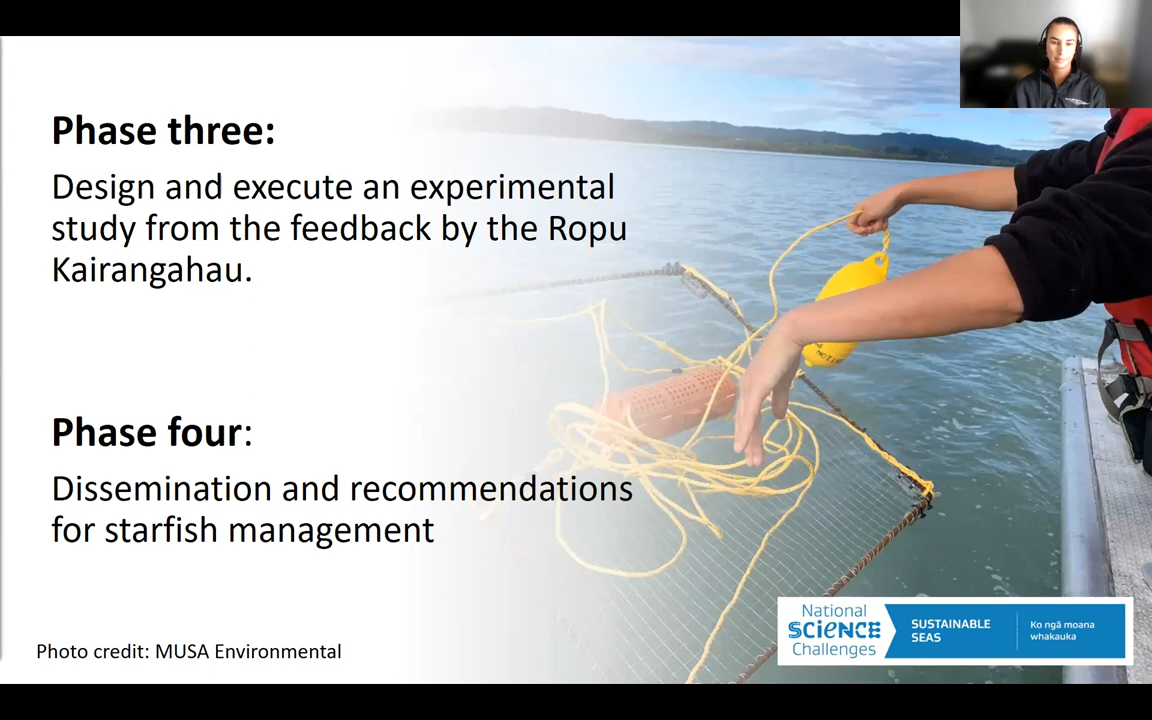 Phase three:
Design and execute an experimental
study from the feedback by the Ropu
Kairangahau.
Phase four:
Dissemination and recommendations
for starfish management
Photo credit: MUSA Environmental
National
SCIENCE
Challenges
SUSTAINABLE
SEAS
Ko ngā moana
whakauka